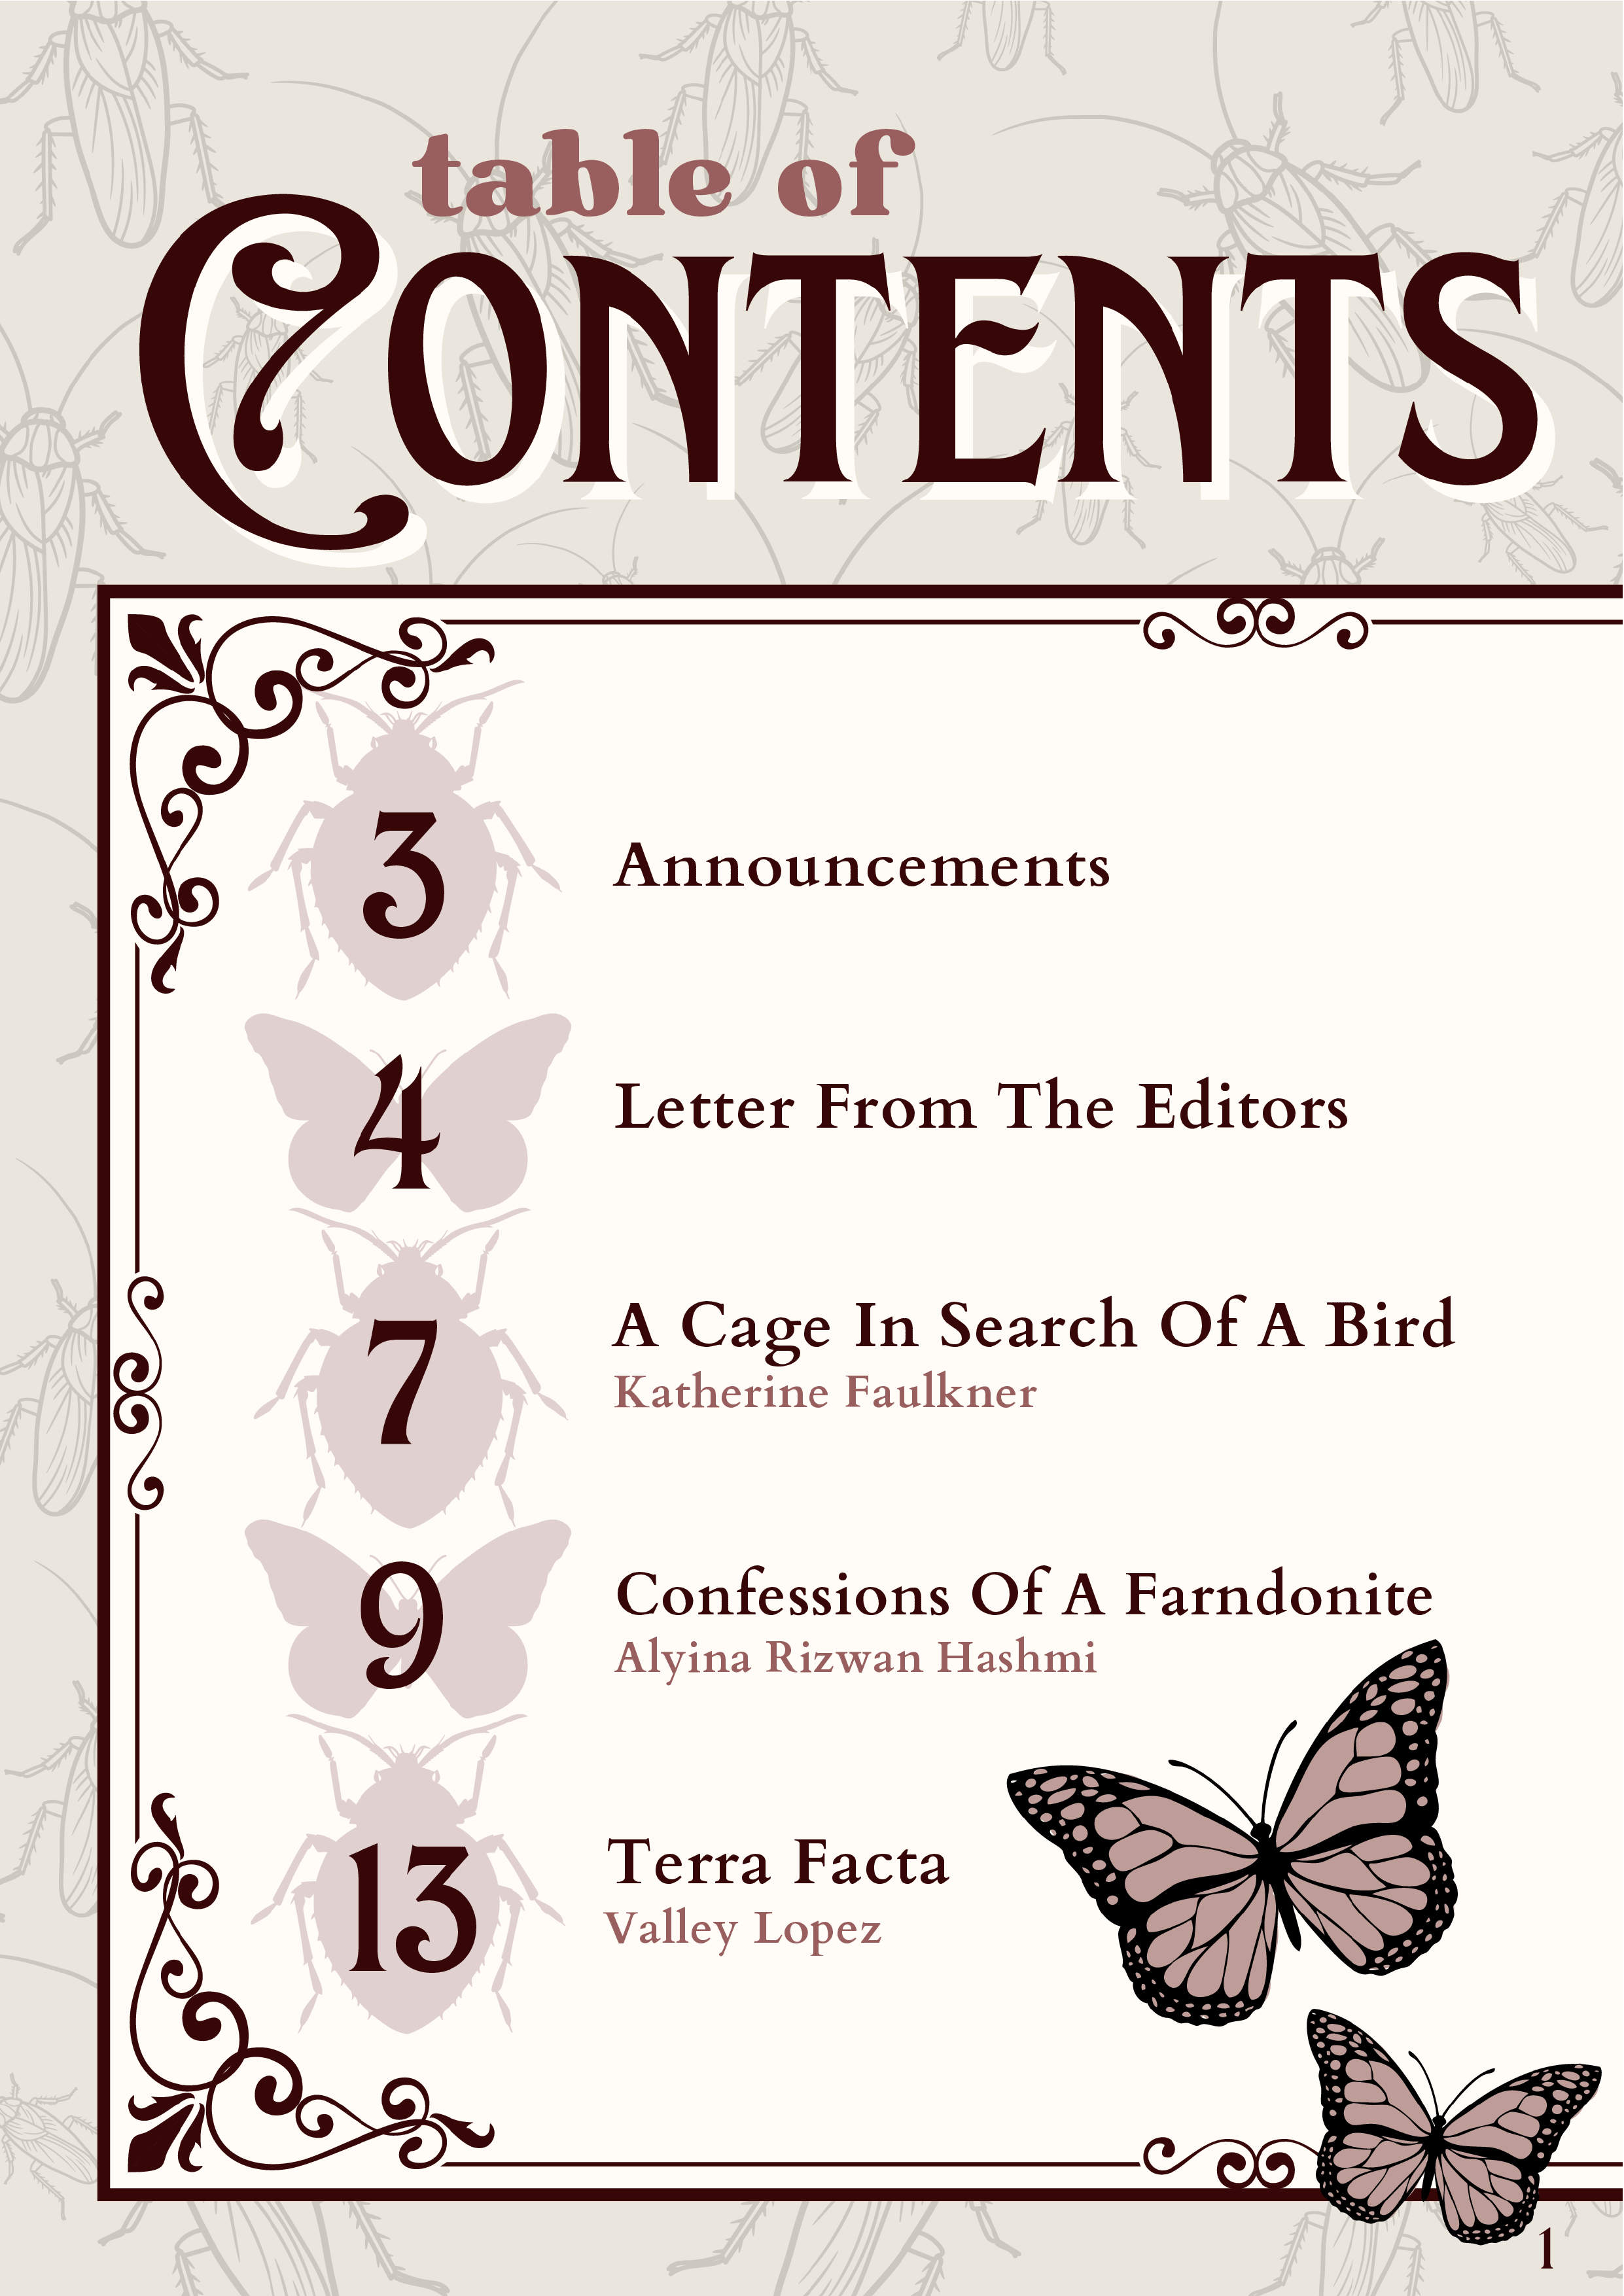 table of
CONTENTS
3
Announcements
4
Letter From The Editors
7
A Cage In Search Of A Bird
Katherine Faulkner
9
Confessions Of A Farndonite
Alyina Rizwan Hashmi
13
Terra Facta
Valley Lopez
1